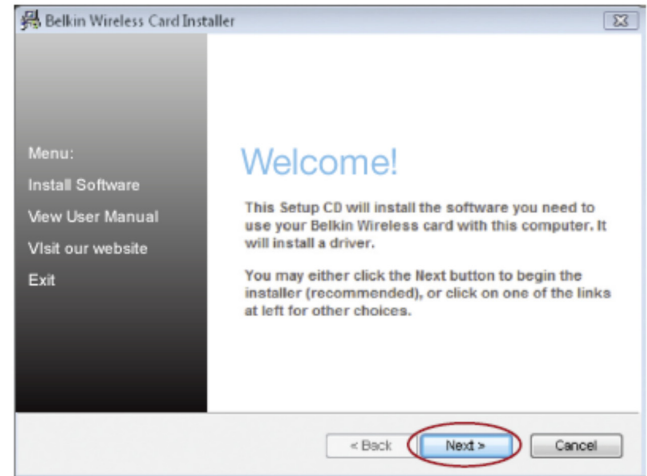 Belkin Wireless Card Installer
Menu:
Install Software
View User Manual
VIsit our website
Exit
Welcome!
This Setup CD will install the software you need to
use your Belkin Wireless card with this computer. It
will install a driver.
You may either click the Next button to begin the
installer (recommended), or click on one of the links
at left for other choices.
< Back
Next >
Cancel